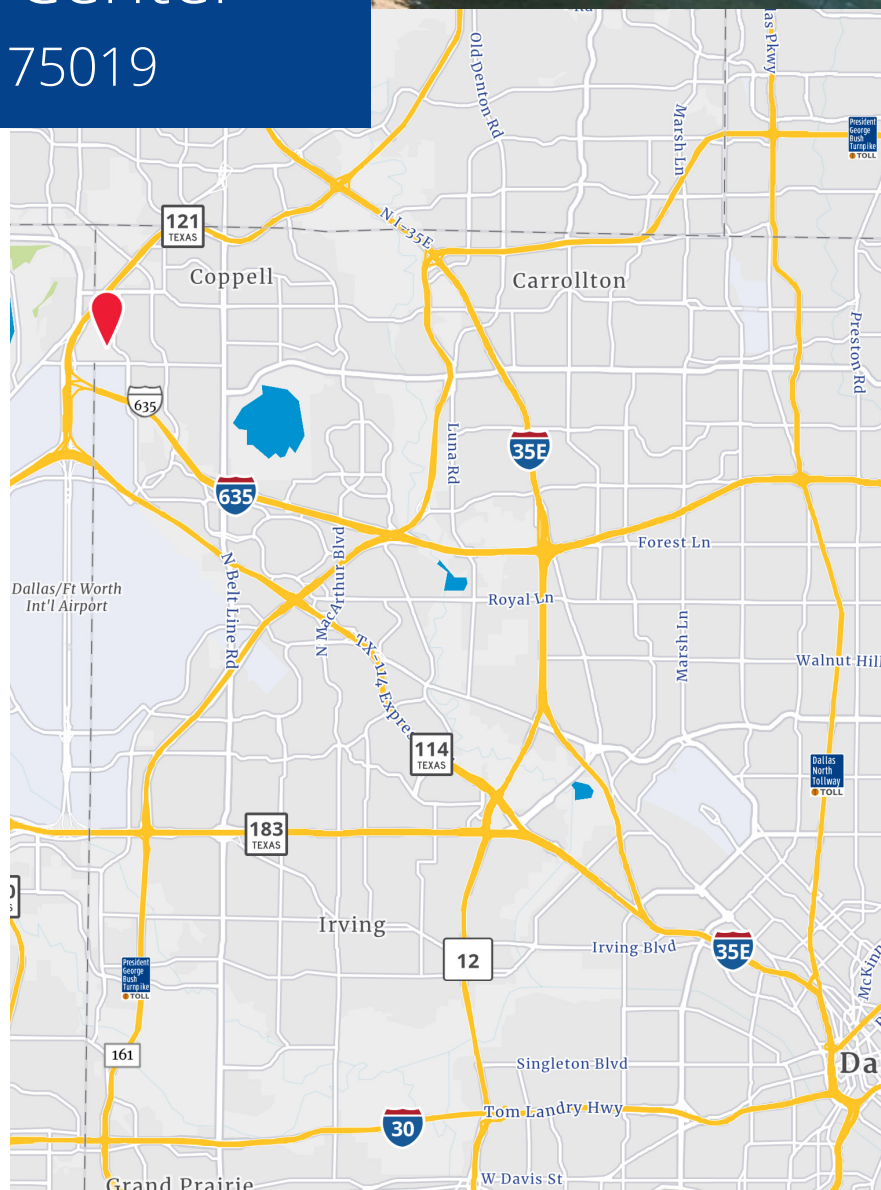 75019
Old Denton Rd
Marsh Ln
President
George
Bush
Turnpike
TOLL
121
TEXAS
N I-35E
Coppell
Carrollton
Preston Rd
635
35E
Luna Rd
635
Forest Ln
N MacArthur Blvd
N Belt Line Rd
Dallas/Ft Worth
Int'l Airport
Royal Ln
Marsh Ln
TX-114
Walnut Hill
114
TEXAS
Dallas
North
Tollway
TOLL
183
TEXAS
Irving
Irving Blvd
35E
12
President
George
Bush
Turnpike
TOLL
161
Singleton Blvd
Da
Tom Landry Hwy
30
W Davis St
Grand Prairie